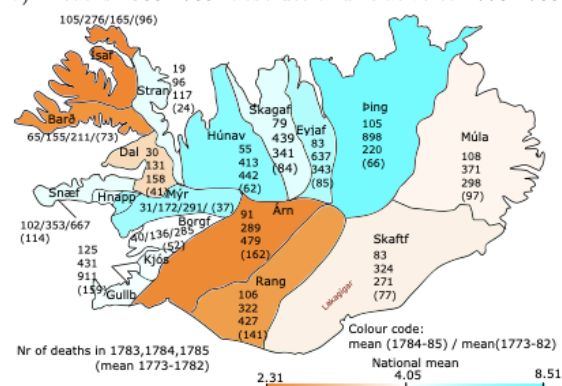 105/276/165/(96)
Ísaf
Stran
19
96
117
(24)
Barð
65/155/211/(73)
Dal
30
131
158
(41)
Húnav
55
413
442
(62)
Skagaf
79
439
341
(84)
Eyjaf
83
637
343
(85)
Þing
105
898
220
(66)
Múla
108
371
298
(97)
Snæf
102/353/667
(114)
Hnapp
Mýr
31/172/291/ (37)
Borgf
40/136/285
(52)
Kjós
125
431
911
(159)
Gullb
Árn
91
289
479
(162)
Rang
106
322
427
(141)
Skaftf
83
324
271
(77)
Lakagigar
Nr of deaths in 1783,1784,1785
(mean 1773-1782)
Colour code:
mean (1784-85) / mean(1773-82)
National mean
2.31
4.05
8.51